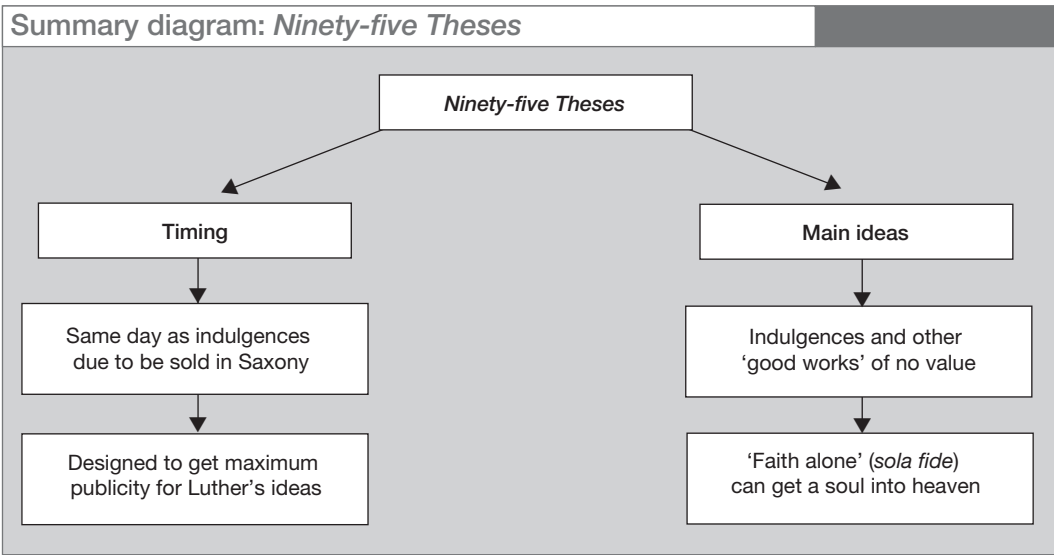 Summary diagram: Ninety-five Theses
Ninety-five Theses
Timing
Main ideas
Same day as indulgences
due to be sold in Saxony
Indulgences and other
‘good works’ of no value
Designed to get maximum
publicity for Luther’s ideas
‘Faith alone’ (sola fide)
can get a soul into heaven